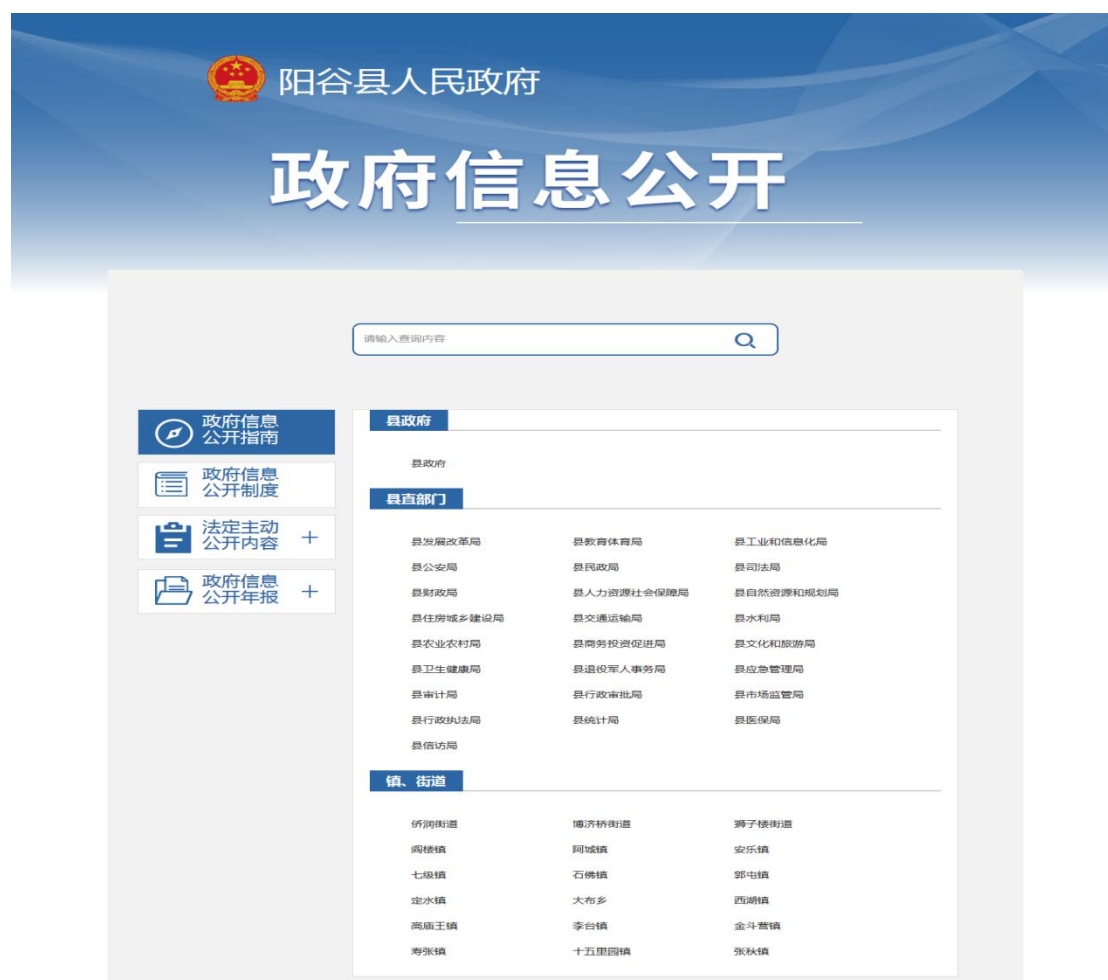 阳谷县人民政府
政府信息公开
请输入查询内容
政府信息
公开指南
政府信息
公开制度
法定主动
公开内容 +
政府信息
公开年报 +
县政府
县政府
县直部门
县发展改革局 县教育体育局 县工业和信息化局
县公安局 县民政局 县司法局
县财政局 县人力资源社会保障局 县自然资源和规划局
县住房城乡建设局 县交通运输局 县水利局
县农业农村局 县商务投资促进局 县文化和旅游局
县卫生健康局 县退役军人事务局 县应急管理局
县审计局 县行政审批局 县市场监管局
县行政执法局 县统计局 县医保局
县信访局
镇、街道
侨润街道 博济桥街道 狮子楼街道
阎楼镇 阿城镇 安乐镇
七级镇 石佛镇 郭屯镇
定水镇 大布乡 西湖镇
高庙王镇 李台镇 金斗营镇
寿张镇 十五里园镇 张秋镇